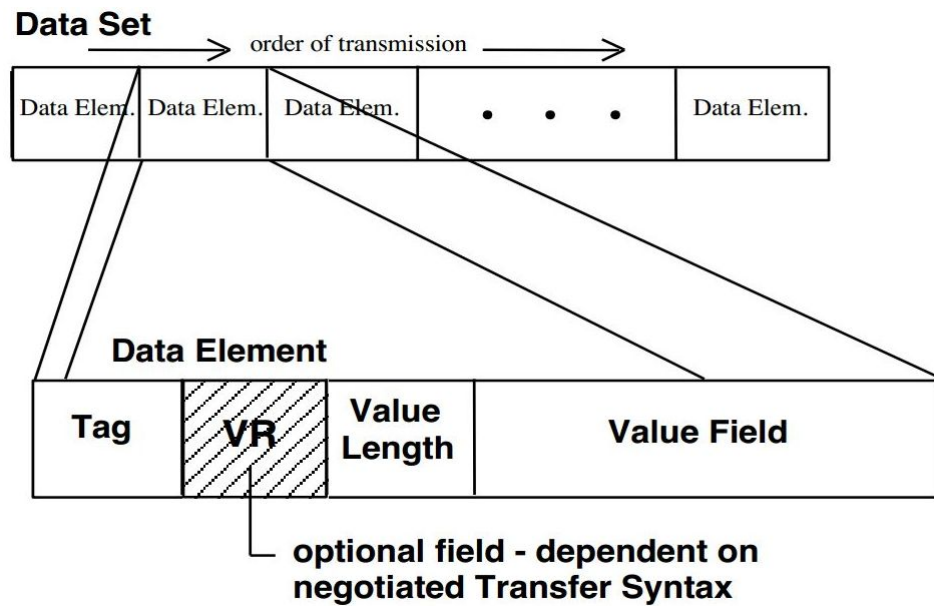 Data Set
order of transmission
Data Elem. Data Elem. Data Elem. • • • Data Elem.
Data Element
Tag VR Value Length Value Field
optional field - dependent on
negotiated Transfer Syntax